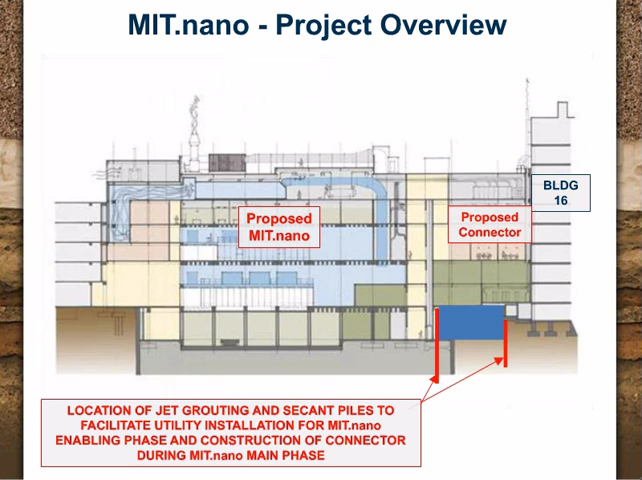 MIT.nano - Project Overview
BLDG
16
Proposed
MIT.nano
Proposed
Connector
LOCATION OF JET GROUTING AND SECANT PILES TO
FACILITATE UTILITY INSTALLATION FOR MIT.nano
ENABLING PHASE AND CONSTRUCTION OF CONNECTOR
DURING MIT.nano MAIN PHASE